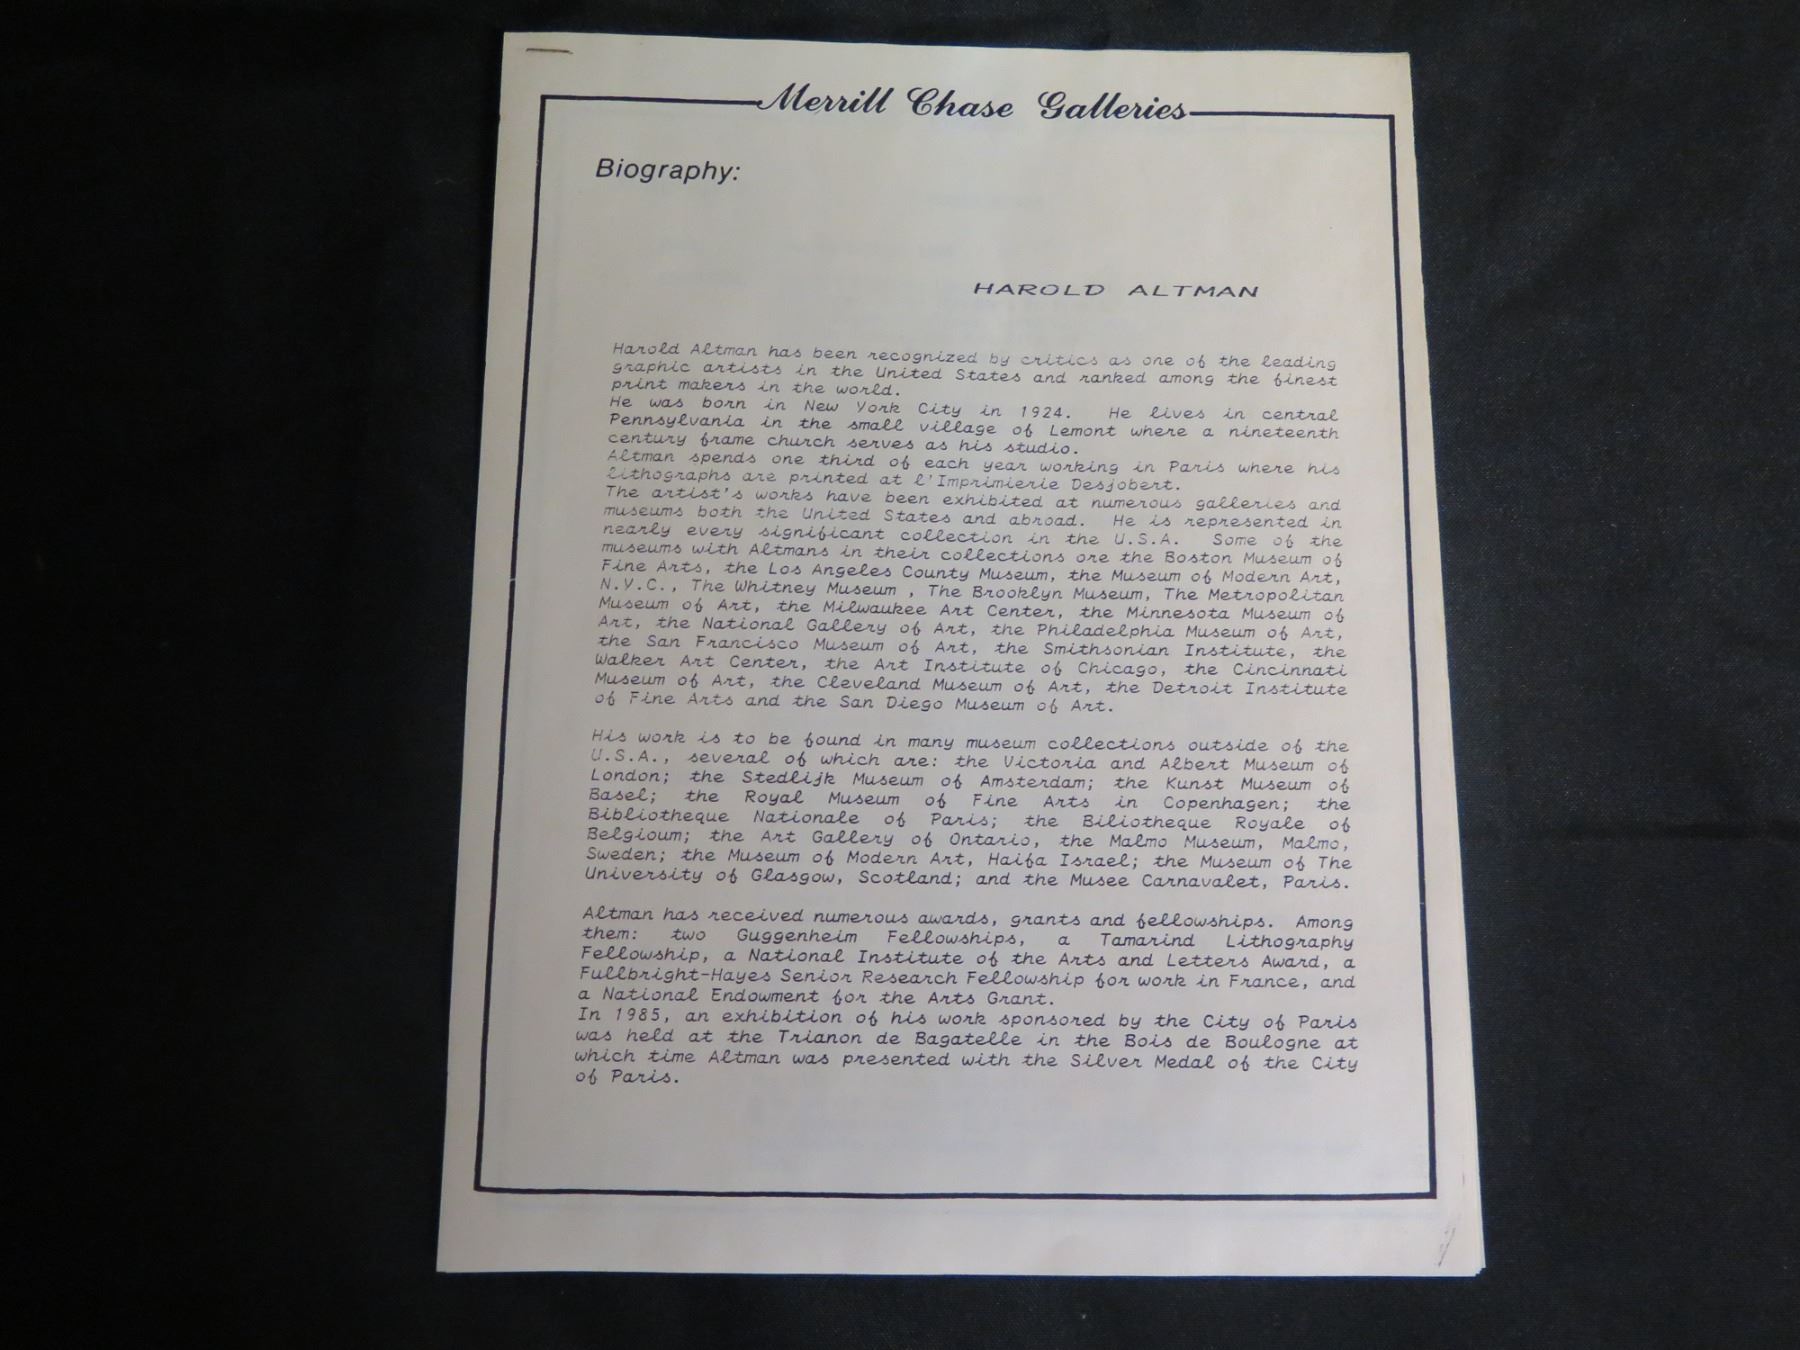 Merrill Chase Galleries
Biography:
HAROLD ALTMAN
Harold Altman has been recognized by critics as one of the leading
graphic artists in the United States and ranked among the finest
print makers in the world.
He was born in New York City in 1924. He lives in central
Pennsylvania in the small village of Lemont where a nineteenth
century frame church serves as his studio.
Altman spends one third of each year working in Paris where his
lithographs are printed at l'Imprimierie Desjobert.
The artist's works have been exhibited at numerous galleries and
museums both the United States and abroad. He is represented in
nearly every significant collection in the U.S.A. Some of the
museums with Altmans in their collections ore the Boston Museum of
Fine Arts, the Los Angeles County Museum, the Museum of Modern Art,
N.Y.C., The Whitney Museum , The Brooklyn Museum, The Metropolitan
Museum of Art, the Milwaukee Art Center, the Minnesota Museum of
Art, the National Gallery of Art, the Philadelphia Museum of Art,
the San Francisco Museum of Art, the Smithsonian Institute, the
Walker Art Center, the Art Institute of Chicago, the Cincinnati
Museum of Art, the Cleveland Museum of Art, the Detroit Institute
of Fine Arts and the San Diego Museum of Art.
His work is to be found in many museum collections outside of the
U.S.A., several of which are: the Victoria and Albert Museum of
London; the Stedlijk Museum of Amsterdam; the Kunst Museum of
Basel; the Royal Museum of Fine Arts in Copenhagen; the
Bibliotheque Nationale of Paris; the Biliotheque Royale of
Belgioum; the Art Gallery of Ontario, the Malmo Museum, Malmo,
Sweden; the Museum of Modern Art, Haifa Israel; the Museum of The
University of Glasgow, Scotland; and the Musee Carnavalet, Paris.
Altman has received numerous awards, grants and fellowships. Among
them: two Guggenheim Fellowships, a Tamarind Lithography
Fellowship, a National Institute of the Arts and Letters Award, a
Fullbright-Hayes Senior Research Fellowship for work in France, and
a National Endowment for the Arts Grant.
In 1985, an exhibition of his work sponsored by the City of Paris
was held at the Trianon de Bagatelle in the Bois de Boulogne at
which time Altman was presented with the Silver Medal of the City
of Paris.